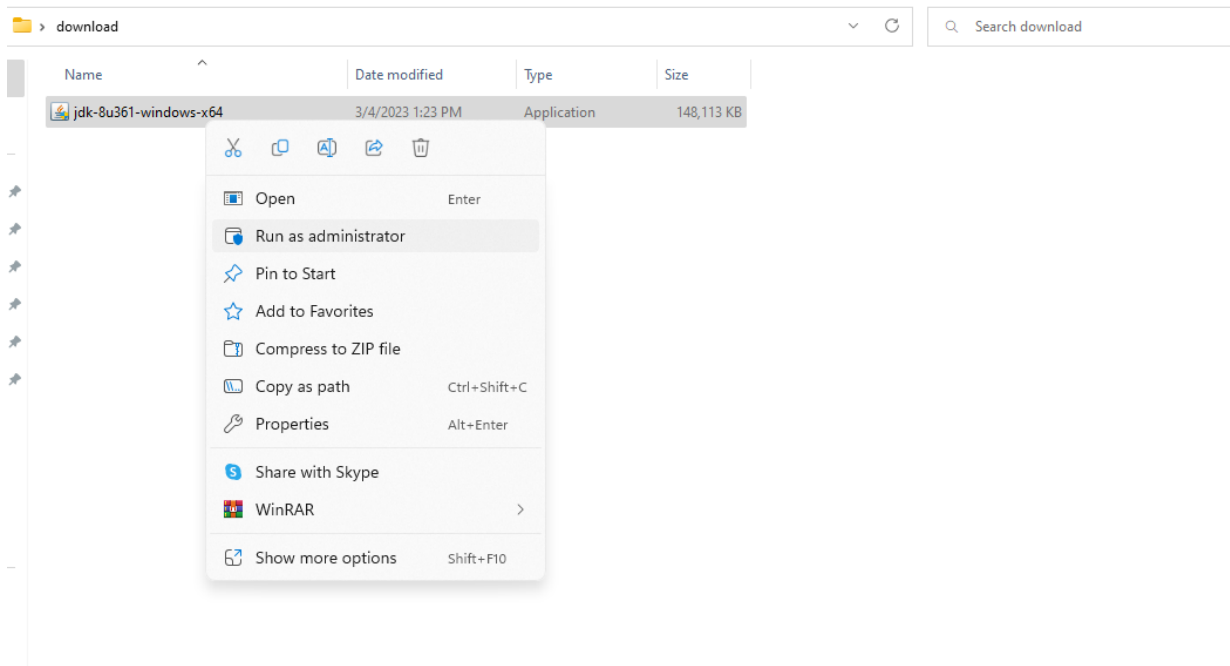 download
Search download
Name Date modified Type Size
jdk-8u361-windows-x64 3/4/2023 1:23 PM Application 148,113 KB
Open Enter
Run as administrator
Pin to Start
Add to Favorites
Compress to ZIP file
Copy as path Ctrl+Shift+C
Properties Alt+Enter
Share with Skype
WinRAR
Show more options Shift+F10